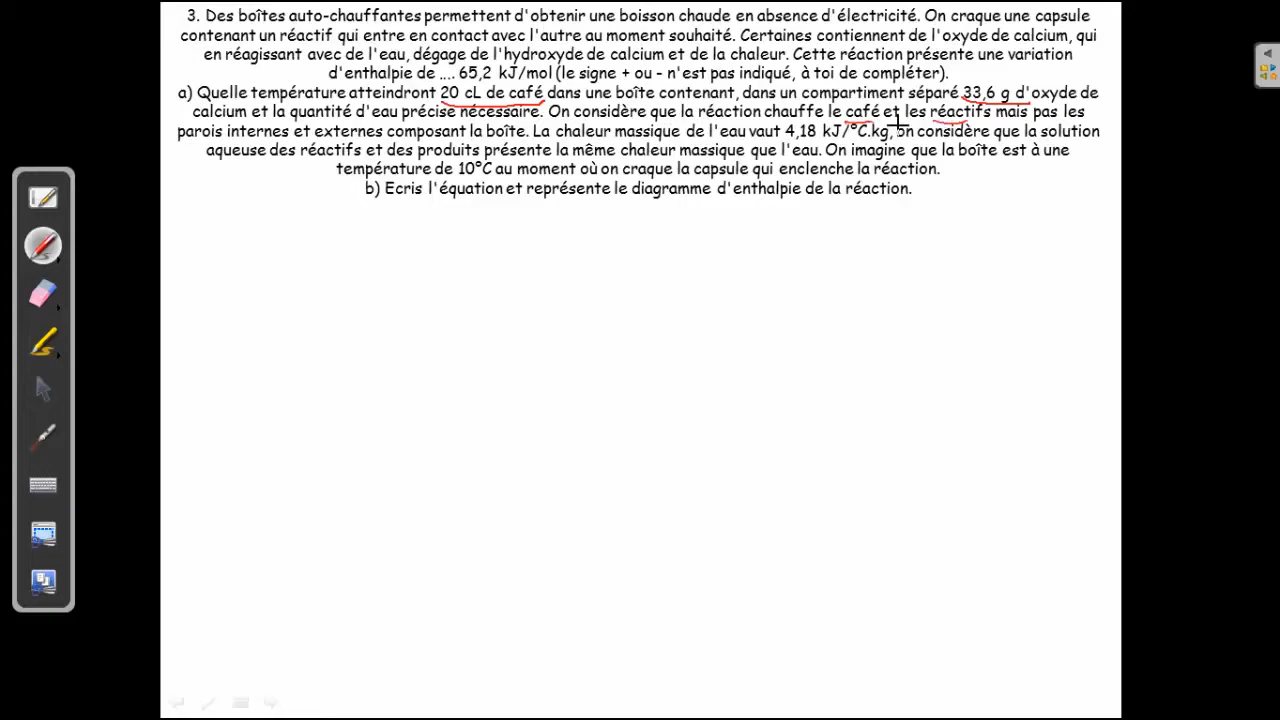 3. Des boîtes auto-chauffantes permettent d'obtenir une boisson chaude en absence d'électricité. On craque une capsule
contenant un réactif qui entre en contact avec l'autre au moment souhaité. Certaines contiennent de l'oxyde de calcium, qui
en réagissant avec de l'eau, dégage de l'hydroxyde de calcium et de la chaleur. Cette réaction présente une variation
d'enthalpie de .... 65,2 kJ/mol (le signe + ou - n'est pas indiqué, à toi de compléter).
a) Quelle température atteindront 20 cL de café dans une boîte contenant, dans un compartiment séparé 33,6 g d'oxyde de
calcium et la quantité d'eau précise nécessaire. On considère que la réaction chauffe le café et les réactifs mais pas les
parois internes et externes composant la boîte. La chaleur massique de l'eau vaut 4,18 kJ/°C.kg, on considère que la solution
aqueuse des réactifs et des produits présente la même chaleur massique que l'eau. On imagine que la boîte est à une
température de 10°C au moment où on craque la capsule qui enclenche la réaction.
b) Ecris l'équation et représente le diagramme d'enthalpie de la réaction.